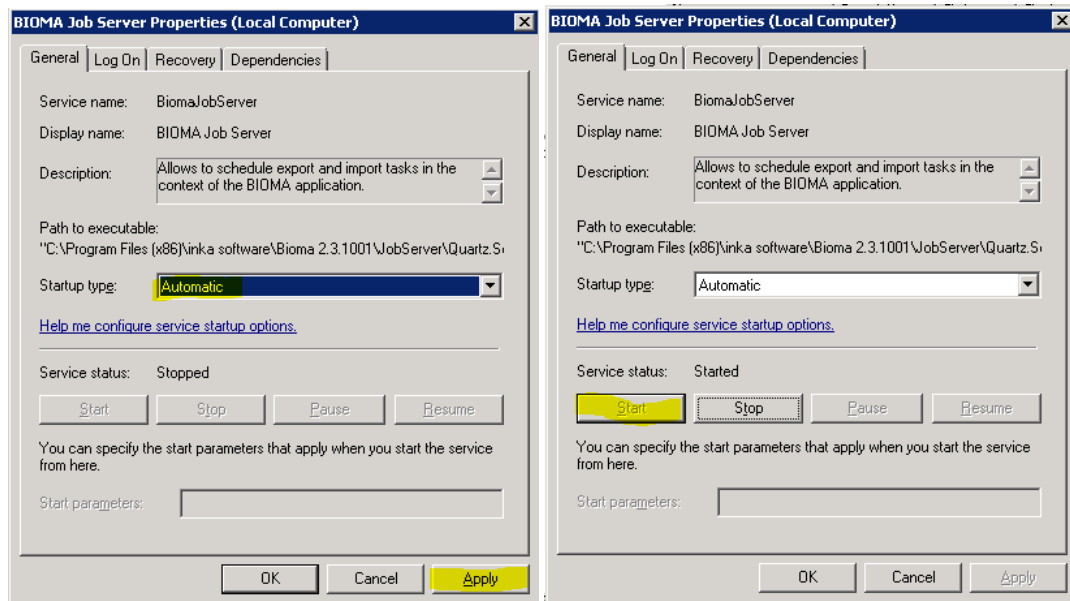 BIOMA Job Server Properties (Local Computer)
General Log On Recovery Dependencies
Service name: BiomaJobServer
Display name: BIOMA Job Server
Description: Allows to schedule export and import tasks in the
context of the BIOMA application.
Path to executable:
"C:\Program Files (x86)\inka software\Bioma 2.3.1001\JobServer\Quartz.S
Startup type: Automatic
Help me configure service startup options.
Service status: Stopped
Start Stop Pause Resume
You can specify the start parameters that apply when you start the service
from here.
Start parameters:
OK Cancel Apply
BIOMA Job Server Properties (Local Computer)
General Log On Recovery Dependencies
Service name: BiomaJobServer
Display name: BIOMA Job Server
Description: Allows to schedule export and import tasks in the
context of the BIOMA application.
Path to executable:
"C:\Program Files (x86)\inka software\Bioma 2.3.1001\JobServer\Quartz.S
Startup type: Automatic
Help me configure service startup options.
Service status: Started
Start Stop Pause Resume
You can specify the start parameters that apply when you start the service
from here.
Start parameters:
OK Cancel Apply